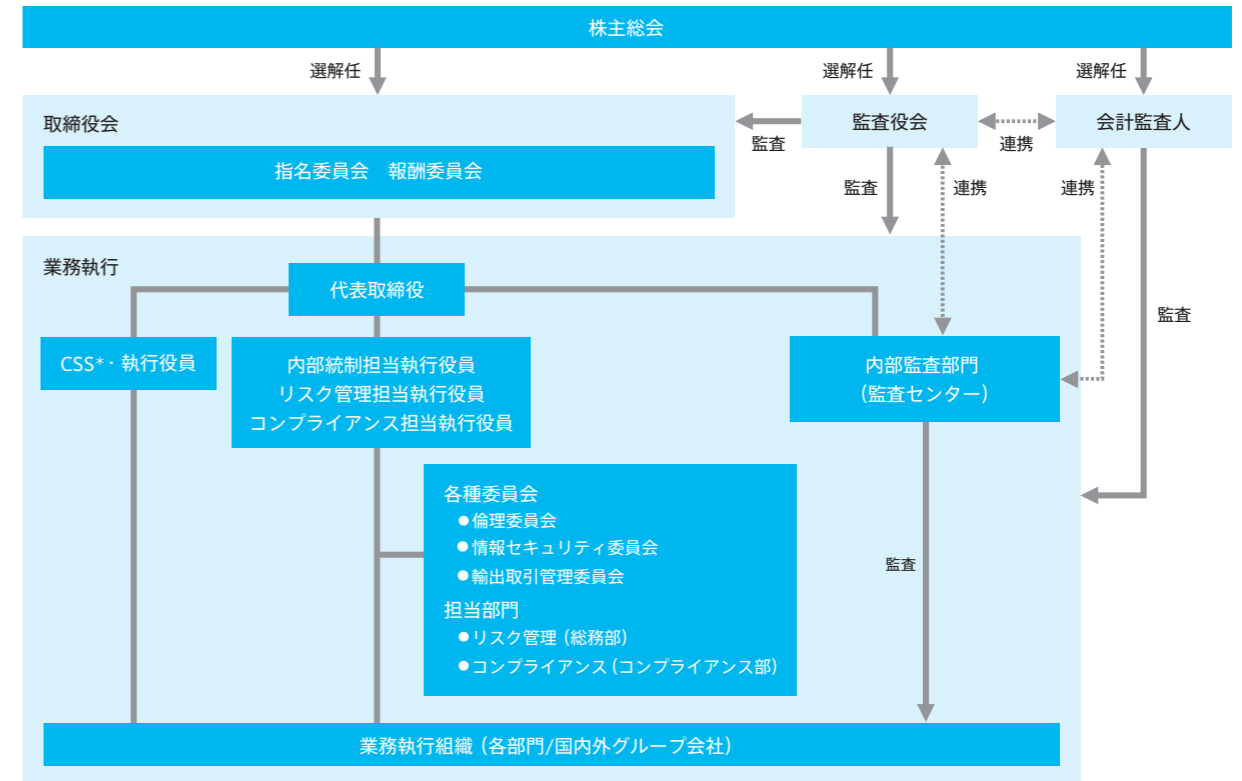 株主総会
選解任
選解任
選解任
取締役会
指名委員会　報酬委員会
監査
監査役会
連携
会計監査人
監査
連携
連携
監査
業務執行
代表取締役
CSS*・執行役員
内部統制担当執行役員
リスク管理担当執行役員
コンプライアンス担当執行役員
内部監査部門
（監査センター）
各種委員会
●倫理委員会
●情報セキュリティ委員会
●輸出取引管理委員会
担当部門
●リスク管理（総務部）
●コンプライアンス（コンプライアンス部）
監査
業務執行組織（各部門/国内外グループ会社）